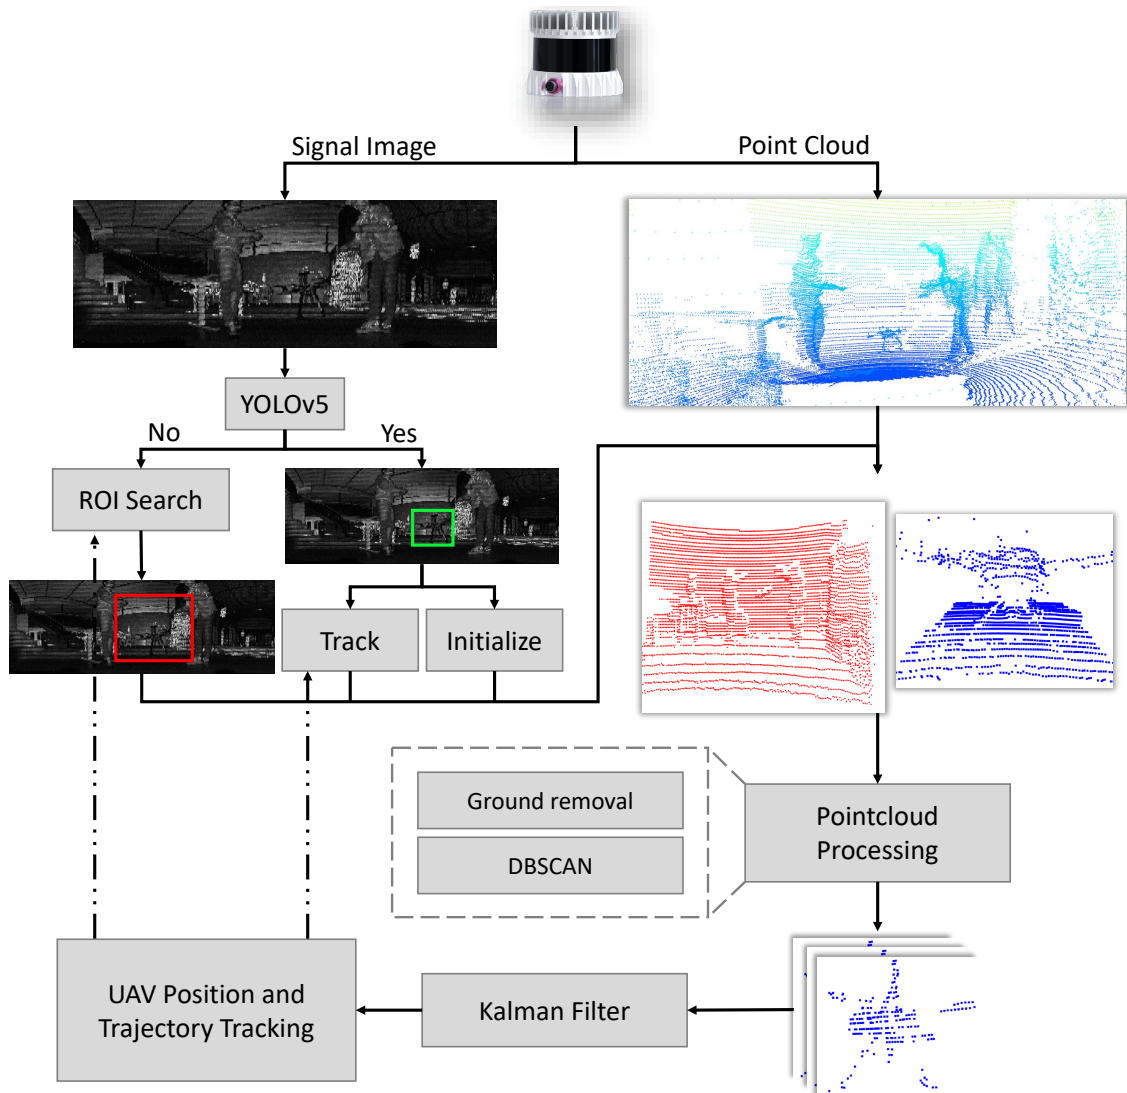 Signal Image
Point Cloud
YOLOv5
No
Yes
ROI Search
Track
Initialize
Ground removal
DBSCAN
Pointcloud
Processing
UAV Position and
Trajectory Tracking
Kalman Filter